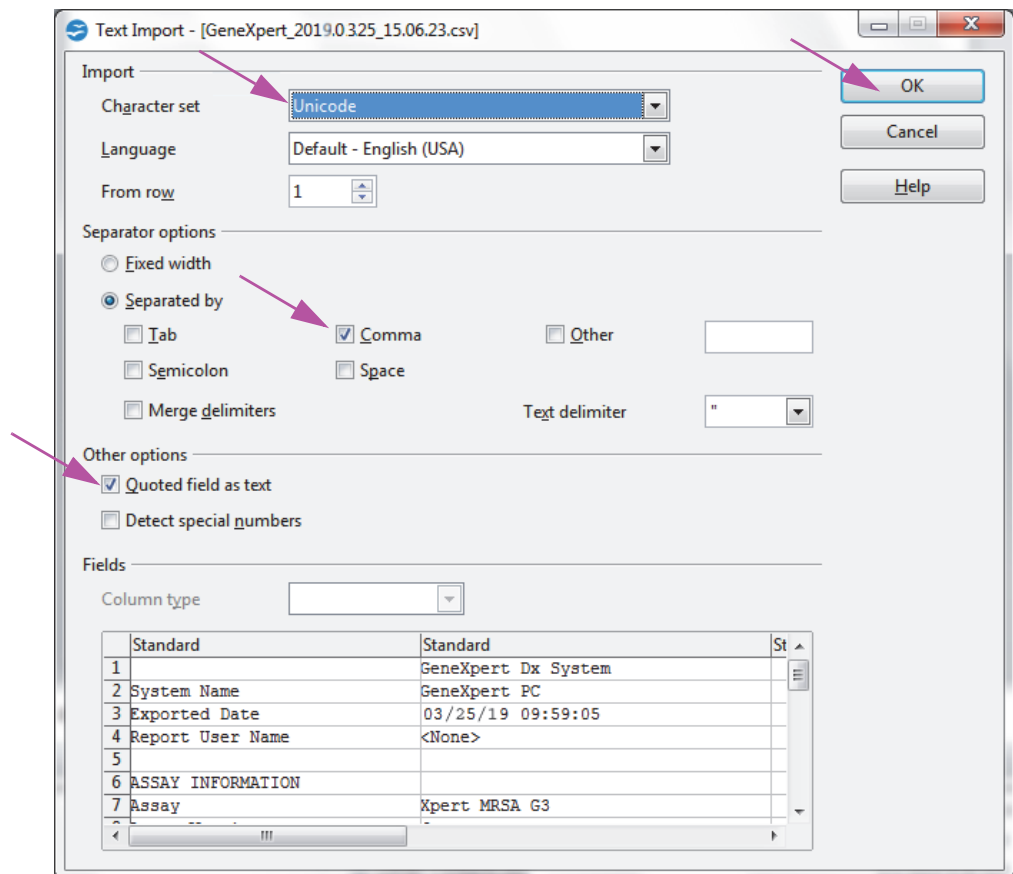 Text Import - [GeneXpert_2019.0325_15.06.23.csv]
Import
OK
Character set Unicode
Cancel
Language Default - English (USA)
From row 1
Help
Separator options
Fixed width
Separated by
Tab Comma Other
Semicolon Space
Merge delimiters Text delimiter "
Other options
Quoted field as text
Detect special numbers
Fields
Column type
Standard Standard St
1 GeneXpert Dx System
2 System Name GeneXpert PC
3 Exported Date 03/25/19 09:59:05
4 Report User Name <None>
5
6 ASSAY INFORMATION
7 Assay Xpert MRSA G3